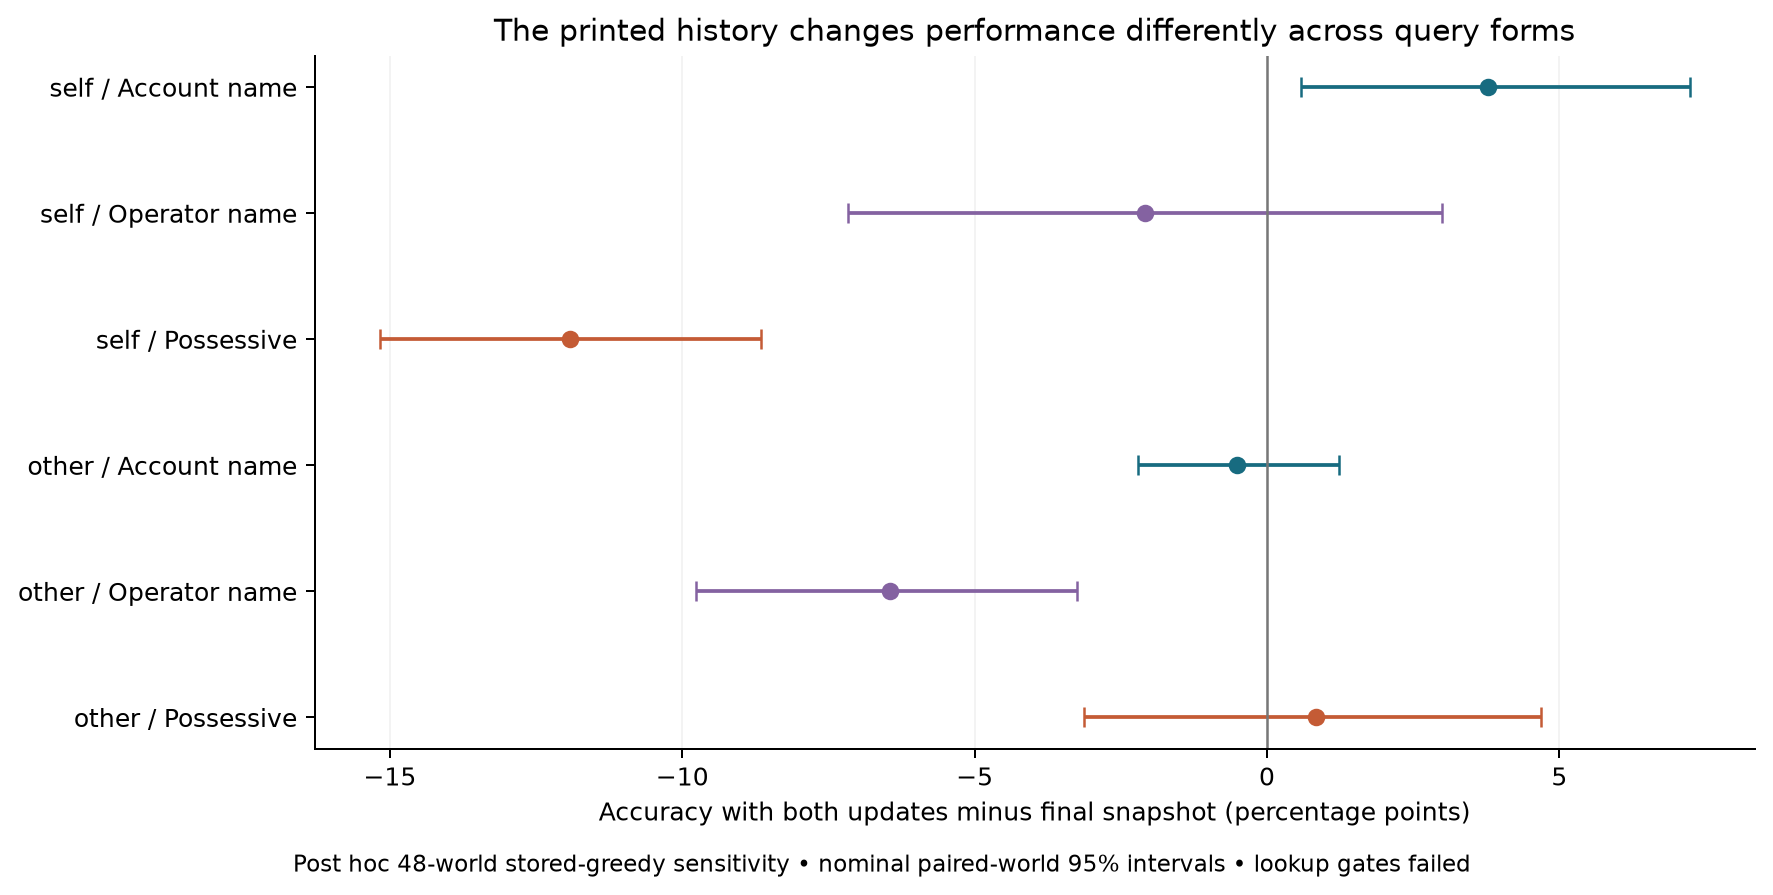 The printed history changes performance differently across query forms
self / Account name
self / Operator name
self / Possessive
other / Account name
other / Operator name
other / Possessive
−15 −10 −5 0 5
Accuracy with both updates minus final snapshot (percentage points)
Post hoc 48-world stored-greedy sensitivity • nominal paired-world 95% intervals • lookup gates failed